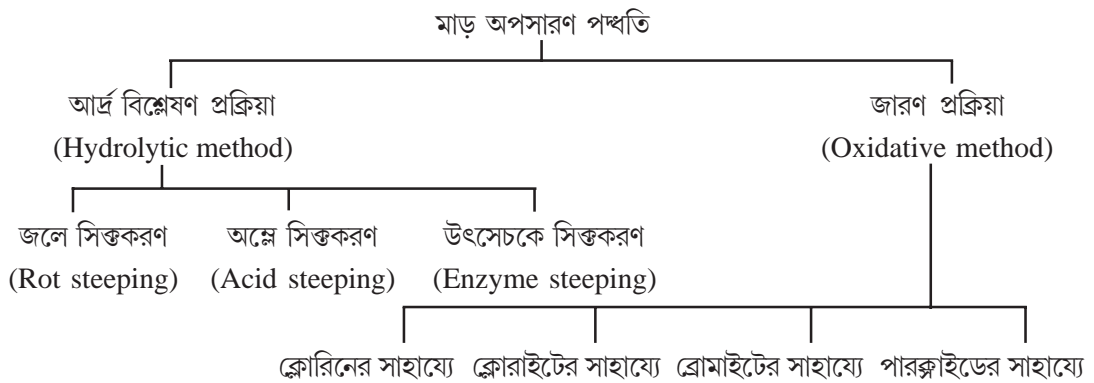 মাড় অপসারণ পদ্ধতি
আর্দ্র বিশ্লেষণ প্রক্রিয়া
(Hydrolytic method)
জারণ প্রক্রিয়া
(Oxidative method)
জলে সিক্তকরণ
(Rot steeping)
অম্লে সিক্তকরণ
(Acid steeping)
উৎসেচকে সিক্তকরণ
(Enzyme steeping)
ক্লোরিনের সাহায্যে
ক্লোরাইটের সাহায্যে
ব্রোমাইটের সাহায্যে
পারক্সাইডের সাহায্যে